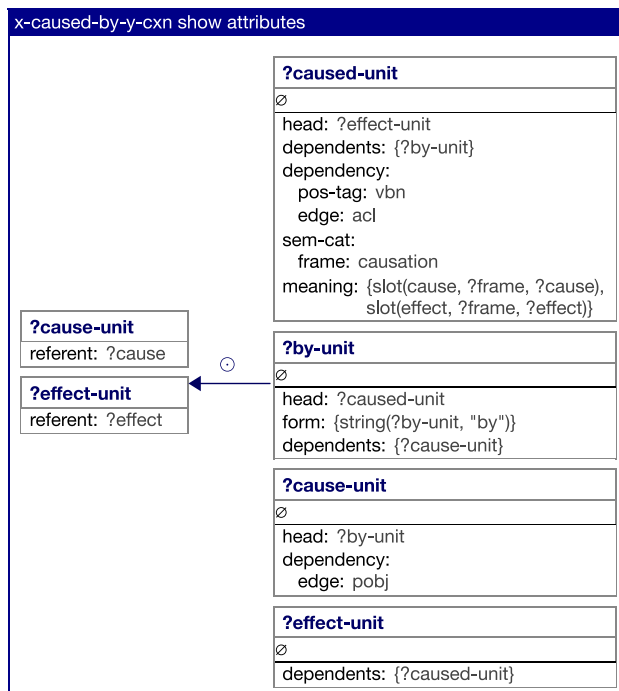 x-caused-by-y-cxn show attributes
?cause-unit
referent: ?cause
?effect-unit
referent: ?effect
?caused-unit
∅
head: ?effect-unit
dependents: {?by-unit}
dependency:
pos-tag: vbn
edge: acl
sem-cat:
frame: causation
meaning: {slot(cause, ?frame, ?cause),
slot(effect, ?frame, ?effect)}
?by-unit
∅
head: ?caused-unit
form: {string(?by-unit, "by")}
dependents: {?cause-unit}
?cause-unit
∅
head: ?by-unit
dependency:
edge: pobj
?effect-unit
∅
dependents: {?caused-unit}